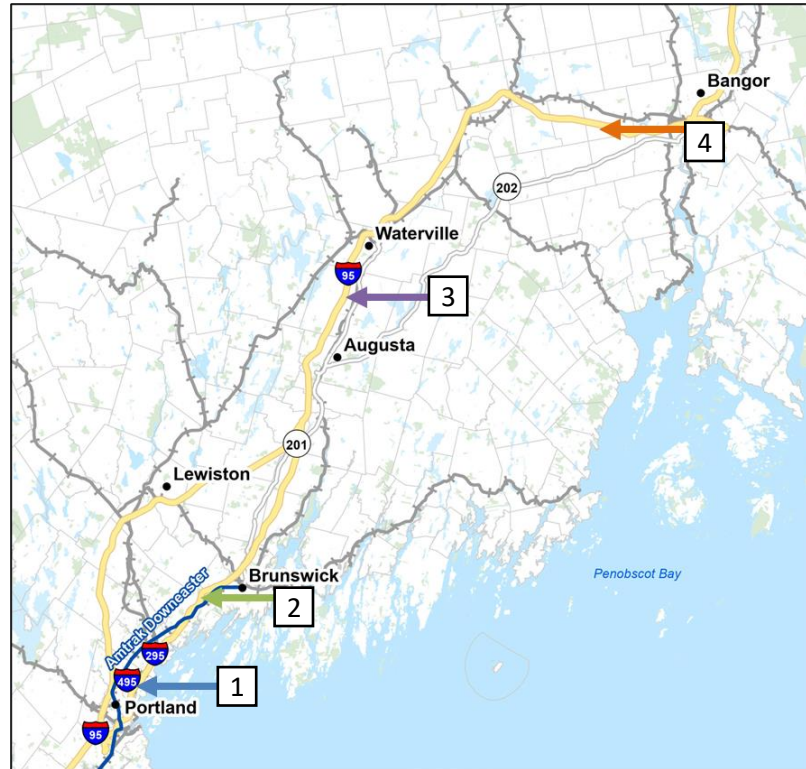 Bangor
4
202
Waterville
95
3
Augusta
201
Lewiston
Brunswick
Penobscot Bay
2
Amtrak Downeaster
295
495
1
Portland
95